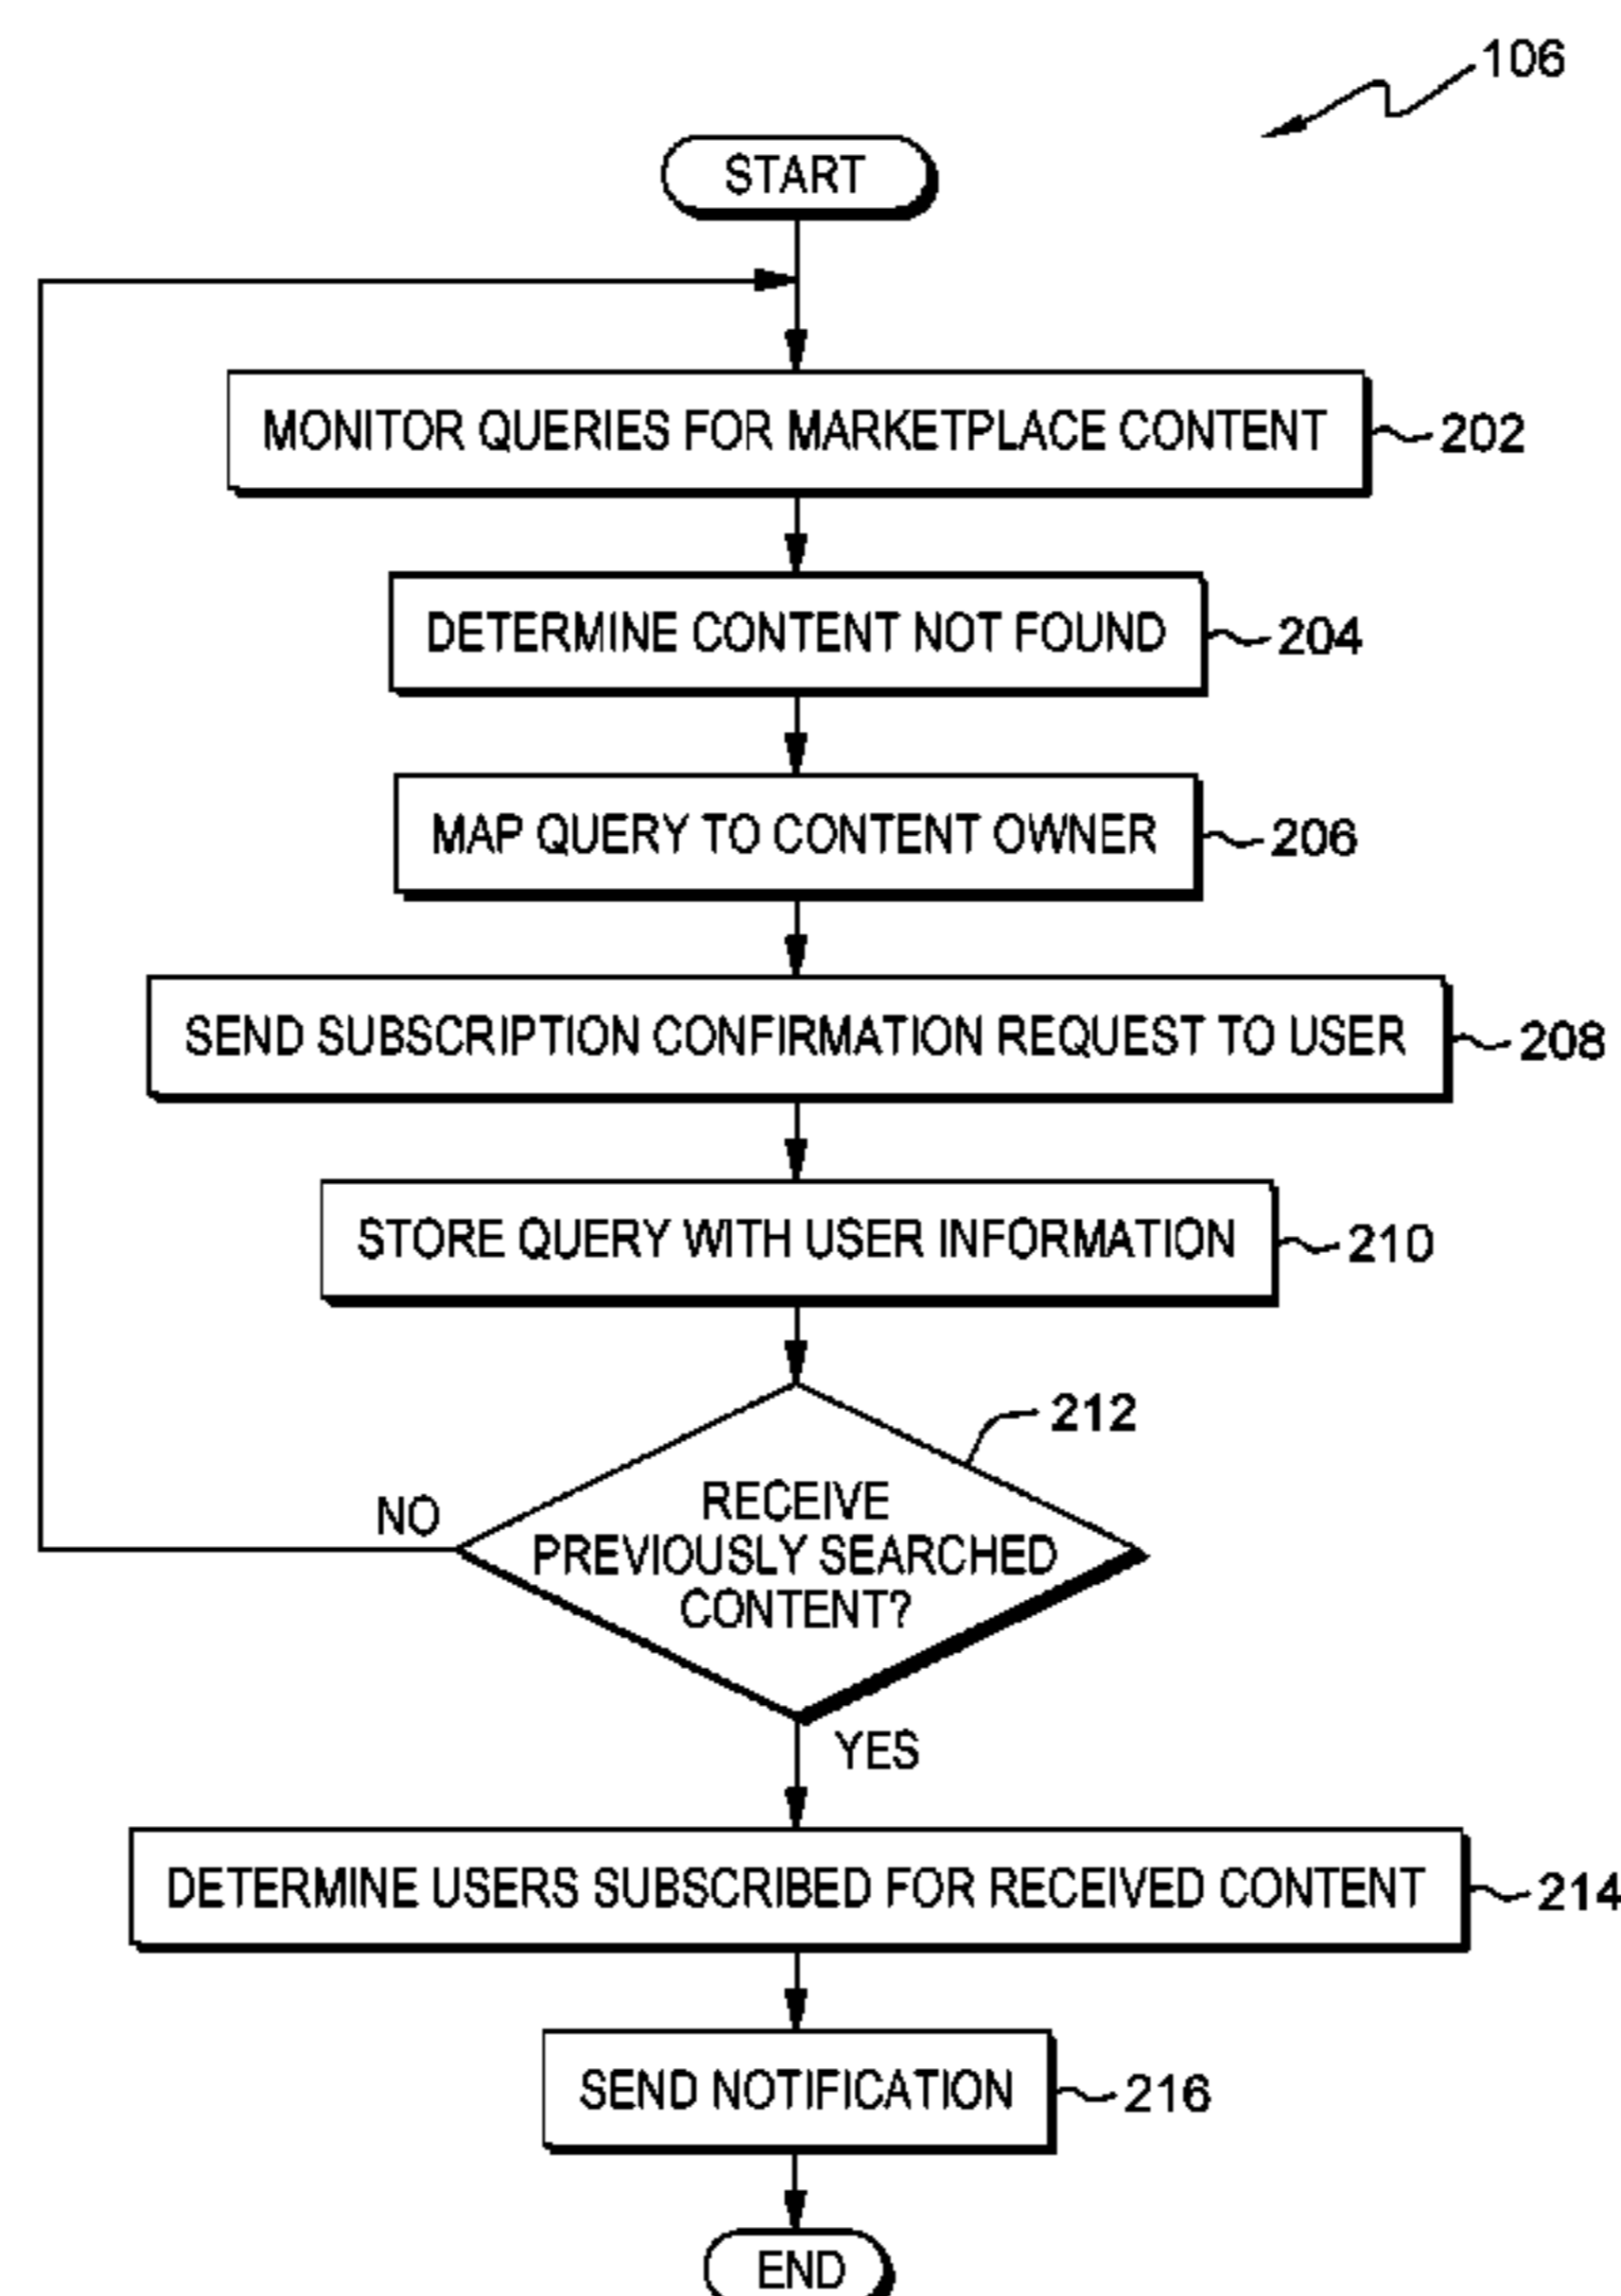 106
START
MONITOR QUERIES FOR MARKETPLACE CONTENT
202
DETERMINE CONTENT NOT FOUND
204
MAP QUERY TO CONTENT OWNER
206
SEND SUBSCRIPTION CONFIRMATION REQUEST TO USER
208
STORE QUERY WITH USER INFORMATION
210
212
RECEIVE
PREVIOUSLY SEARCHED
CONTENT?
NO
YES
DETERMINE USERS SUBSCRIBED FOR RECEIVED CONTENT
214
SEND NOTIFICATION
216
END